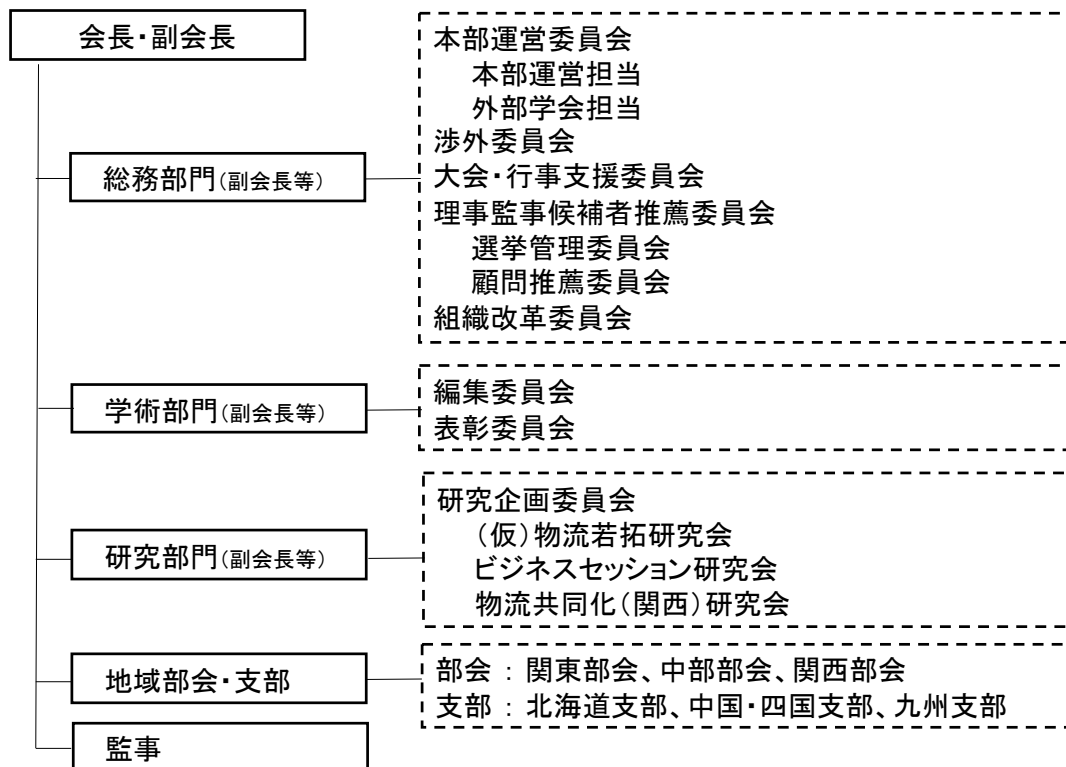 会長・副会長
総務部門(副会長等)
本部運営委員会
本部運営担当
外部学会担当
渉外委員会
大会・行事支援委員会
理事監事候補者推薦委員会
選挙管理委員会
顧問推薦委員会
組織改革委員会
学術部門(副会長等)
編集委員会
表彰委員会
研究部門(副会長等)
研究企画委員会
(仮)物流若拓研究会
ビジネスセッション研究会
物流共同化(関西)研究会
地域部会・支部
部会 : 関東部会、中部部会、関西部会
支部 : 北海道支部、中国・四国支部、九州支部
監事